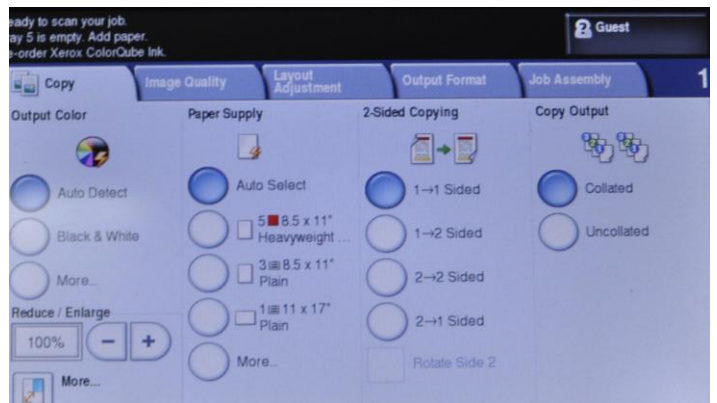 eady to scan your job.
ay 5 is empty. Add paper.
e-order Xerox ColorQube Ink.
Guest
Copy
Image Quality
Layout
Adjustment
Output Format
Job Assembly
1
Output Color
Auto Detect
Black & White
More...
Reduce / Enlarge
100%
- +
More...
Paper Supply
Auto Select
5 8.5 x 11"
Heavyweight ...
3 8.5 x 11"
Plain
1 11 x 17"
Plain
More...
2-Sided Copying
1→1 Sided
1→2 Sided
2→2 Sided
2→1 Sided
Rotate Side 2
Copy Output
Collated
Uncollated